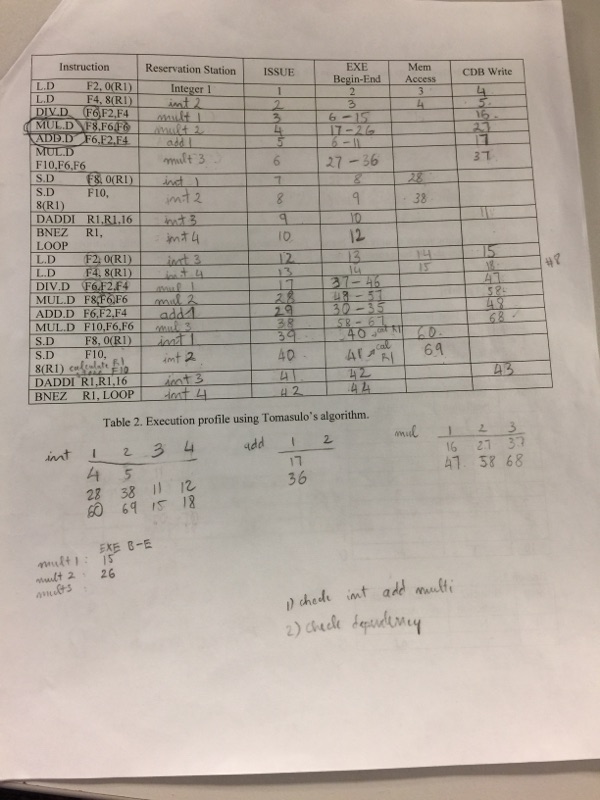 Instruction Reservation Station ISSUE EXE Begin-End Mem Access CDB Write
L.D F2, 0(R1) Integer 1 1 2 3 4
L.D F4, 8(R1) int 2 2 3 4 5
DIV.D F6,F2,F4 mult 1 3 6-15 16
MUL.D F8,F6,F6 mult 2 4 17-26 27
ADD.D F6,F2,F4 add 1 5 6-11 17
MUL.D F10,F6,F6 mult 3 6 27-36 37
S.D F8, 0(R1) int 1 7 8 28
S.D F10, 8(R1) int 2 8 9 38
DADDI R1,R1,16 int 3 9 10 11
BNEZ R1, LOOP int 4 10 12
L.D F2, 0(R1) int 3 12 13 14 15
L.D F4, 8(R1) int 4 13 14 15 18
DIV.D F6,F2,F4 mul 1 17 37-46 47
MUL.D F8,F6,F6 mul 2 28 48-57 58
ADD.D F6,F2,F4 add 1 29 30-35 48
MUL.D F10,F6,F6 mul 3 38 58-67 68
S.D F8, 0(R1) int 1 39 40 cal R1 60
S.D F10, 8(R1) calculate R1 int 2 40 41 cal R1 69
DADDI R1,R1,16 int 3 41 42 43
BNEZ R1, LOOP int 4 42 44
Table 2. Execution profile using Tomasulo's algorithm.
int 1 2 3 4 add 1 2 mul 1 2 3
4 5 17 16 27 37
28 38 11 12 36 47 58 68
60 69 15 18
EXE B-E
mult 1: 15
mult 2: 26
mult 3
1) check int add multi
2) check dependency